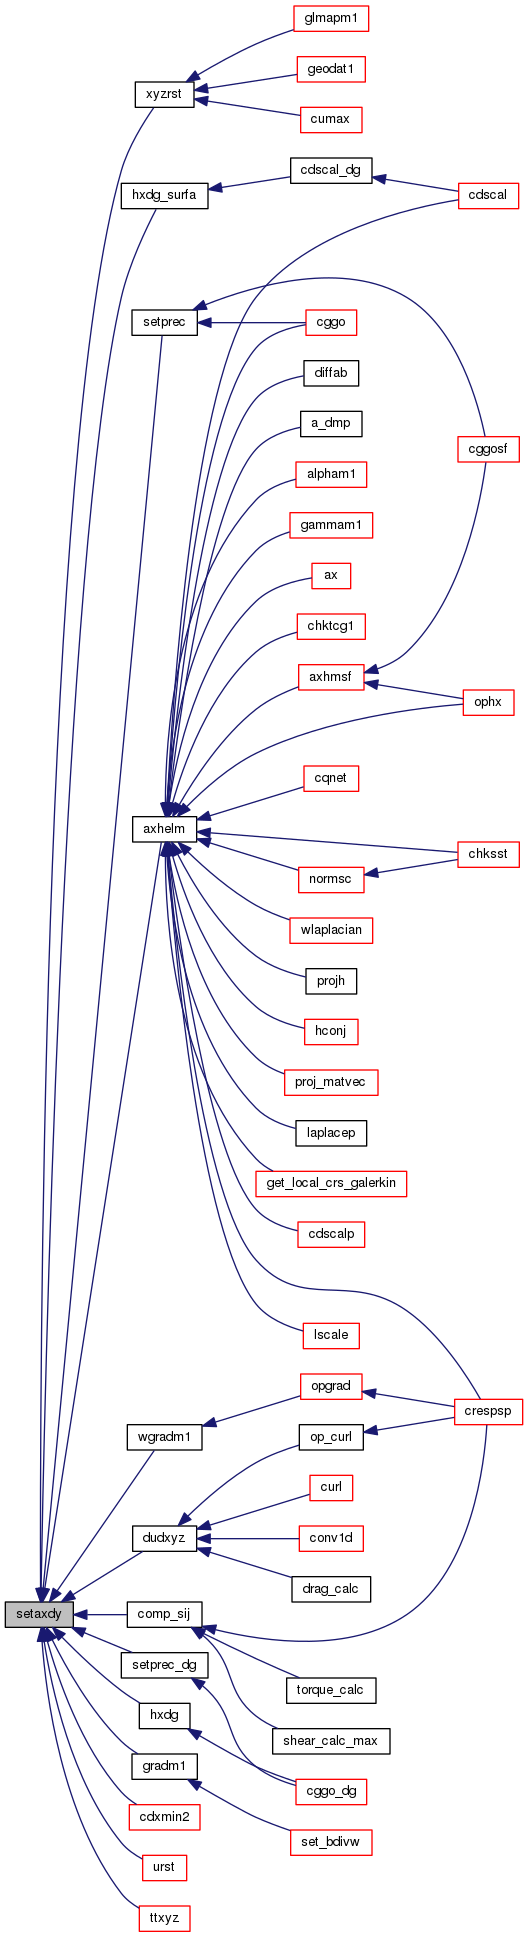 glmapm1
geodat1
xyzrst
cumax
cdscal_dg
hxdg_surfa
cdscal
setprec
cggo
diffab
a_dmp
cggosf
alpham1
gammam1
ax
chktcg1
axhmsf
ophx
cqnet
axhelm
chksst
normsc
wlaplacian
projh
hconj
proj_matvec
laplacep
get_local_crs_galerkin
cdscalp
lscale
opgrad
crespsp
wgradm1
op_curl
curl
dudxyz
conv1d
drag_calc
setaxdy
comp_sij
setprec_dg
torque_calc
hxdg
shear_calc_max
gradm1
cggo_dg
cdxmin2
set_bdivw
urst
ttxyz